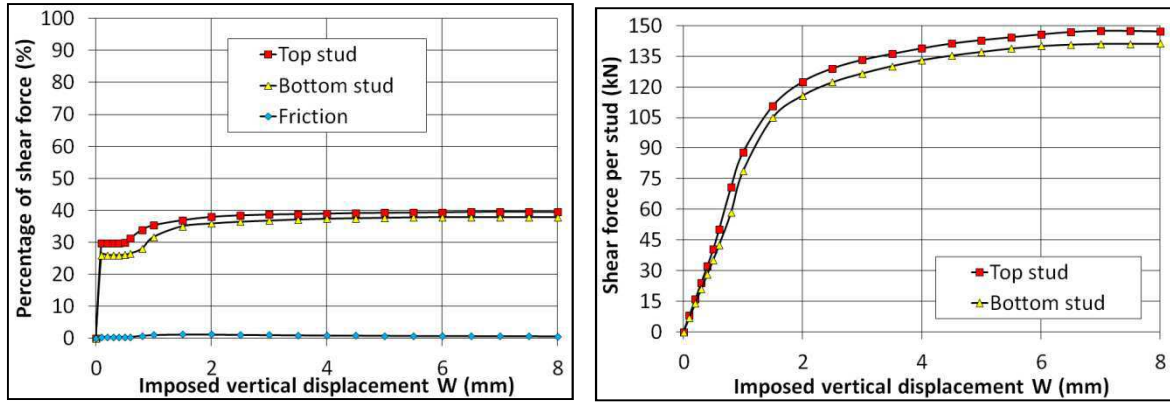 Percentage of shear force (%)
100
90
80
70
60
50
40
30
20
10
0
Top stud
Bottom stud
Friction
0 2 4 6 8
Imposed vertical displacement W (mm)
Shear force per stud (kN)
150
135
120
105
90
75
60
45
30
15
0
Top stud
Bottom stud
0 2 4 6 8
Imposed vertical displacement W (mm)